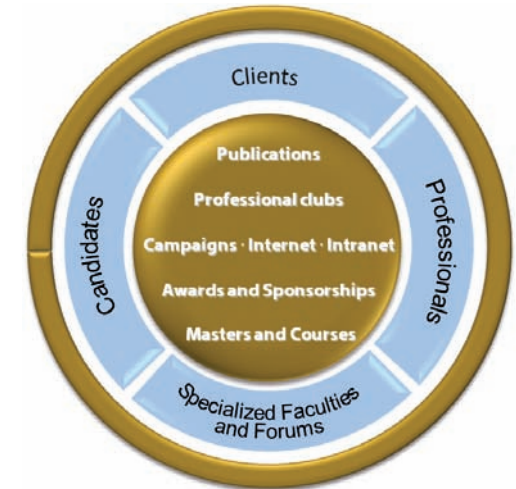 Clients
Publications
Professional clubs
Campaigns · Internet · Intranet
Awards and Sponsorships
Masters and Courses
Candidates
Professionals
Specialized Faculties
and Forums